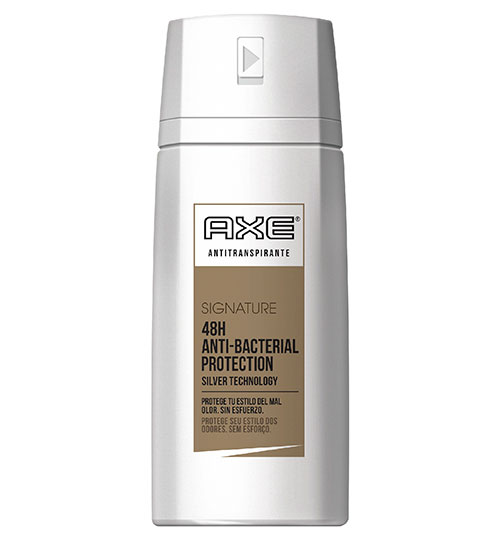 AXE®
ANTITRANSPIRANTE
SIGNATURE
48H
ANTI-BACTERIAL
PROTECTION
SILVER TECHNOLOGY
PROTEGE TU ESTILO DEL MAL
OLOR. SIN ESFUERZO.
PROTEGE SEU ESTILO DOS
ODORES. SEM ESFORÇO.